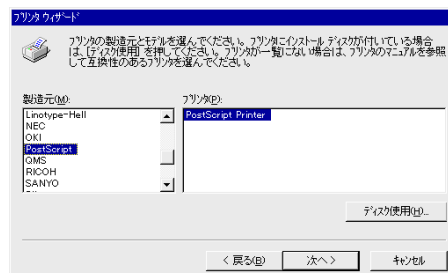 プリンタ ウィザード
プリンタの製造元とモデルを選んでください。プリンタにインストール ディスクが付いている場合
は、[ディスク使用] を押してください。プリンタが一覧にない場合は、プリンタのマニュアルを参照
して互換性のあるプリンタを選んでください。
製造元(M):
プリンタ(P):
Linotype-Hell
NEC
OKI
PostScript
QMS
RICOH
SANYO
PostScript Printer
ディスク使用(H)...
< 戻る(B)
次へ >
キャンセル